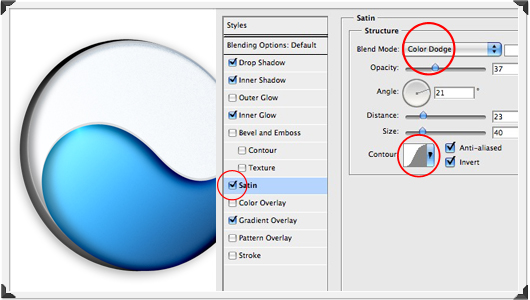 Styles
Blending Options: Default
Drop Shadow
Inner Shadow
Outer Glow
Inner Glow
Bevel and Emboss
Contour
Texture
Satin
Color Overlay
Gradient Overlay
Pattern Overlay
Stroke
Satin
Structure
Blend Mode: Color Dodge
Opacity: 37
Angle: 21 °
Distance: 23
Size: 40
Contour:
Anti-aliased
Invert